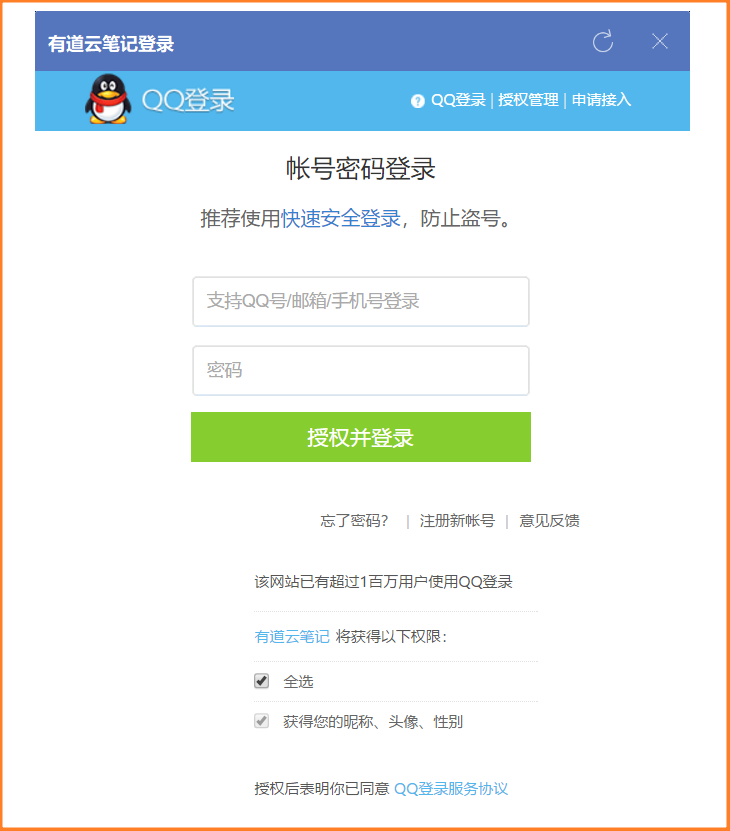 有道云笔记登录
QQ登录
? QQ登录 | 授权管理 | 申请接入
帐号密码登录
推荐使用快速安全登录，防止盗号。
支持QQ号/邮箱/手机号登录
密码
授权并登录
忘了密码？ | 注册新帐号 | 意见反馈
该网站已有超过1百万用户使用QQ登录
有道云笔记 将获得以下权限：
全选
获得您的昵称、头像、性别
授权后表明你已同意 QQ登录服务协议